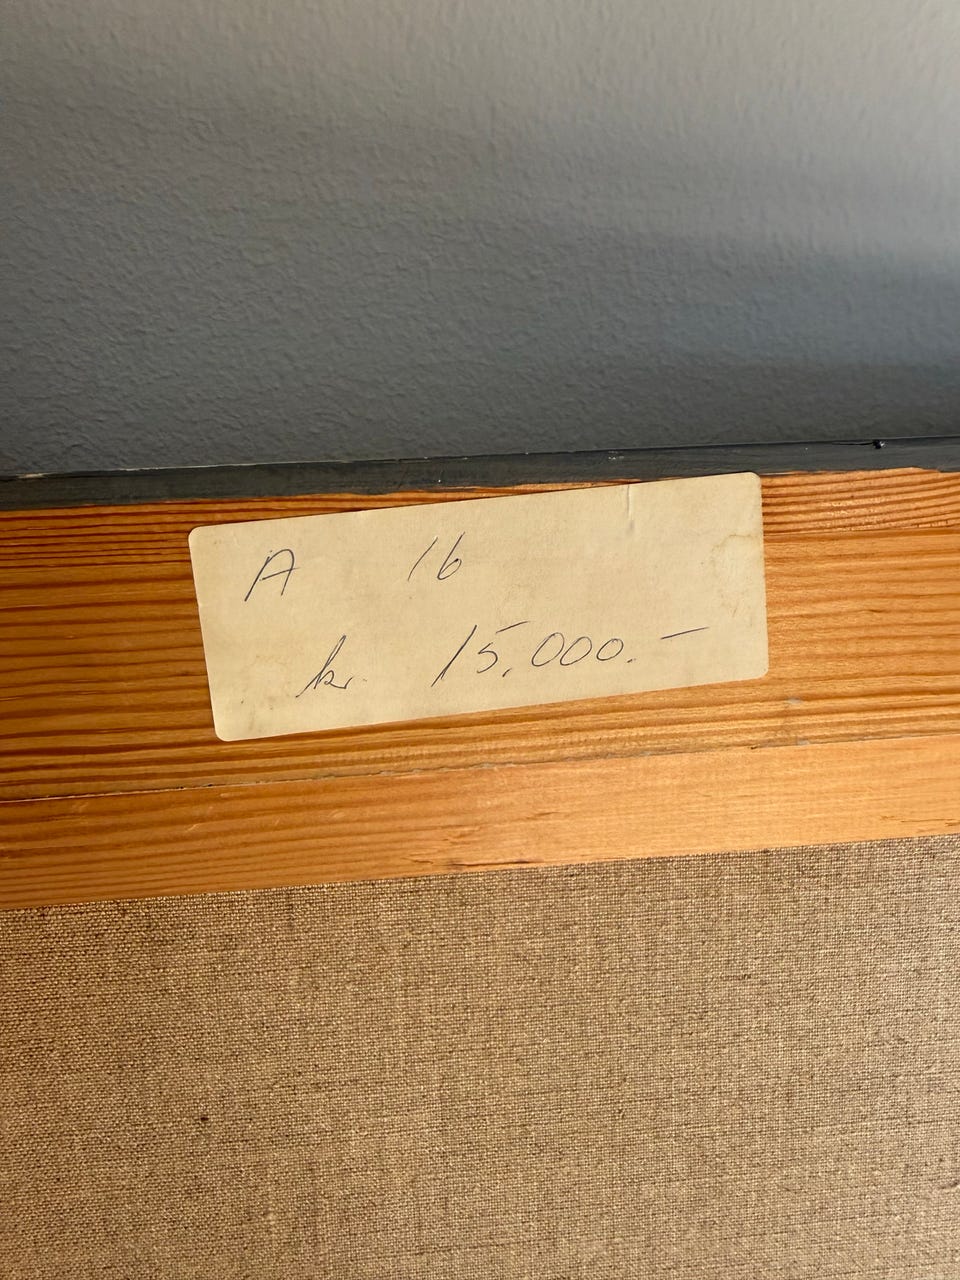 A 16
kr. 15.000.-